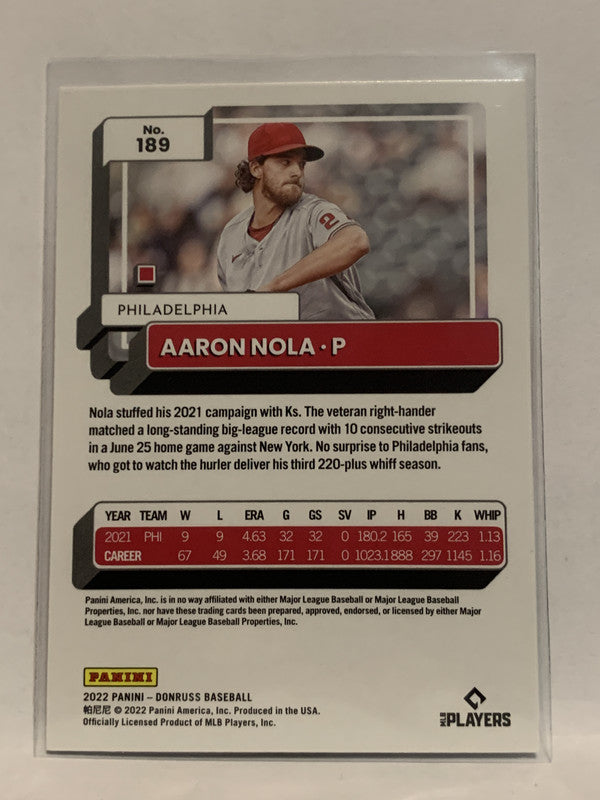 No.
189
2
PHILADELPHIA
AARON NOLA · P
Nola stuffed his 2021 campaign with Ks. The veteran right-hander
matched a long-standing big-league record with 10 consecutive strikeouts
in a June 25 home game against New York. No surprise to Philadelphia fans,
who got to watch the hurler deliver his third 220-plus whiff season.
YEAR TEAM W L ERA G GS SV IP H BB K WHIP
2021 PHI 9 9 4.63 32 32 0 180.2 165 39 223 1.13
CAREER 67 49 3.68 171 171 0 1023.1 888 297 1145 1.16
Panini America, Inc. is in no way affiliated with either Major League Baseball or Major League Baseball
Properties, Inc. nor have these trading cards been prepared, approved, endorsed, or licensed by either Major
League Baseball or Major League Baseball Properties, Inc.
PANINI
2022 PANINI – DONRUSS BASEBALL
帕尼尼 © 2022 Panini America, Inc. Produced in the USA.
Officially Licensed Product of MLB Players, Inc.
MLB PLAYERS